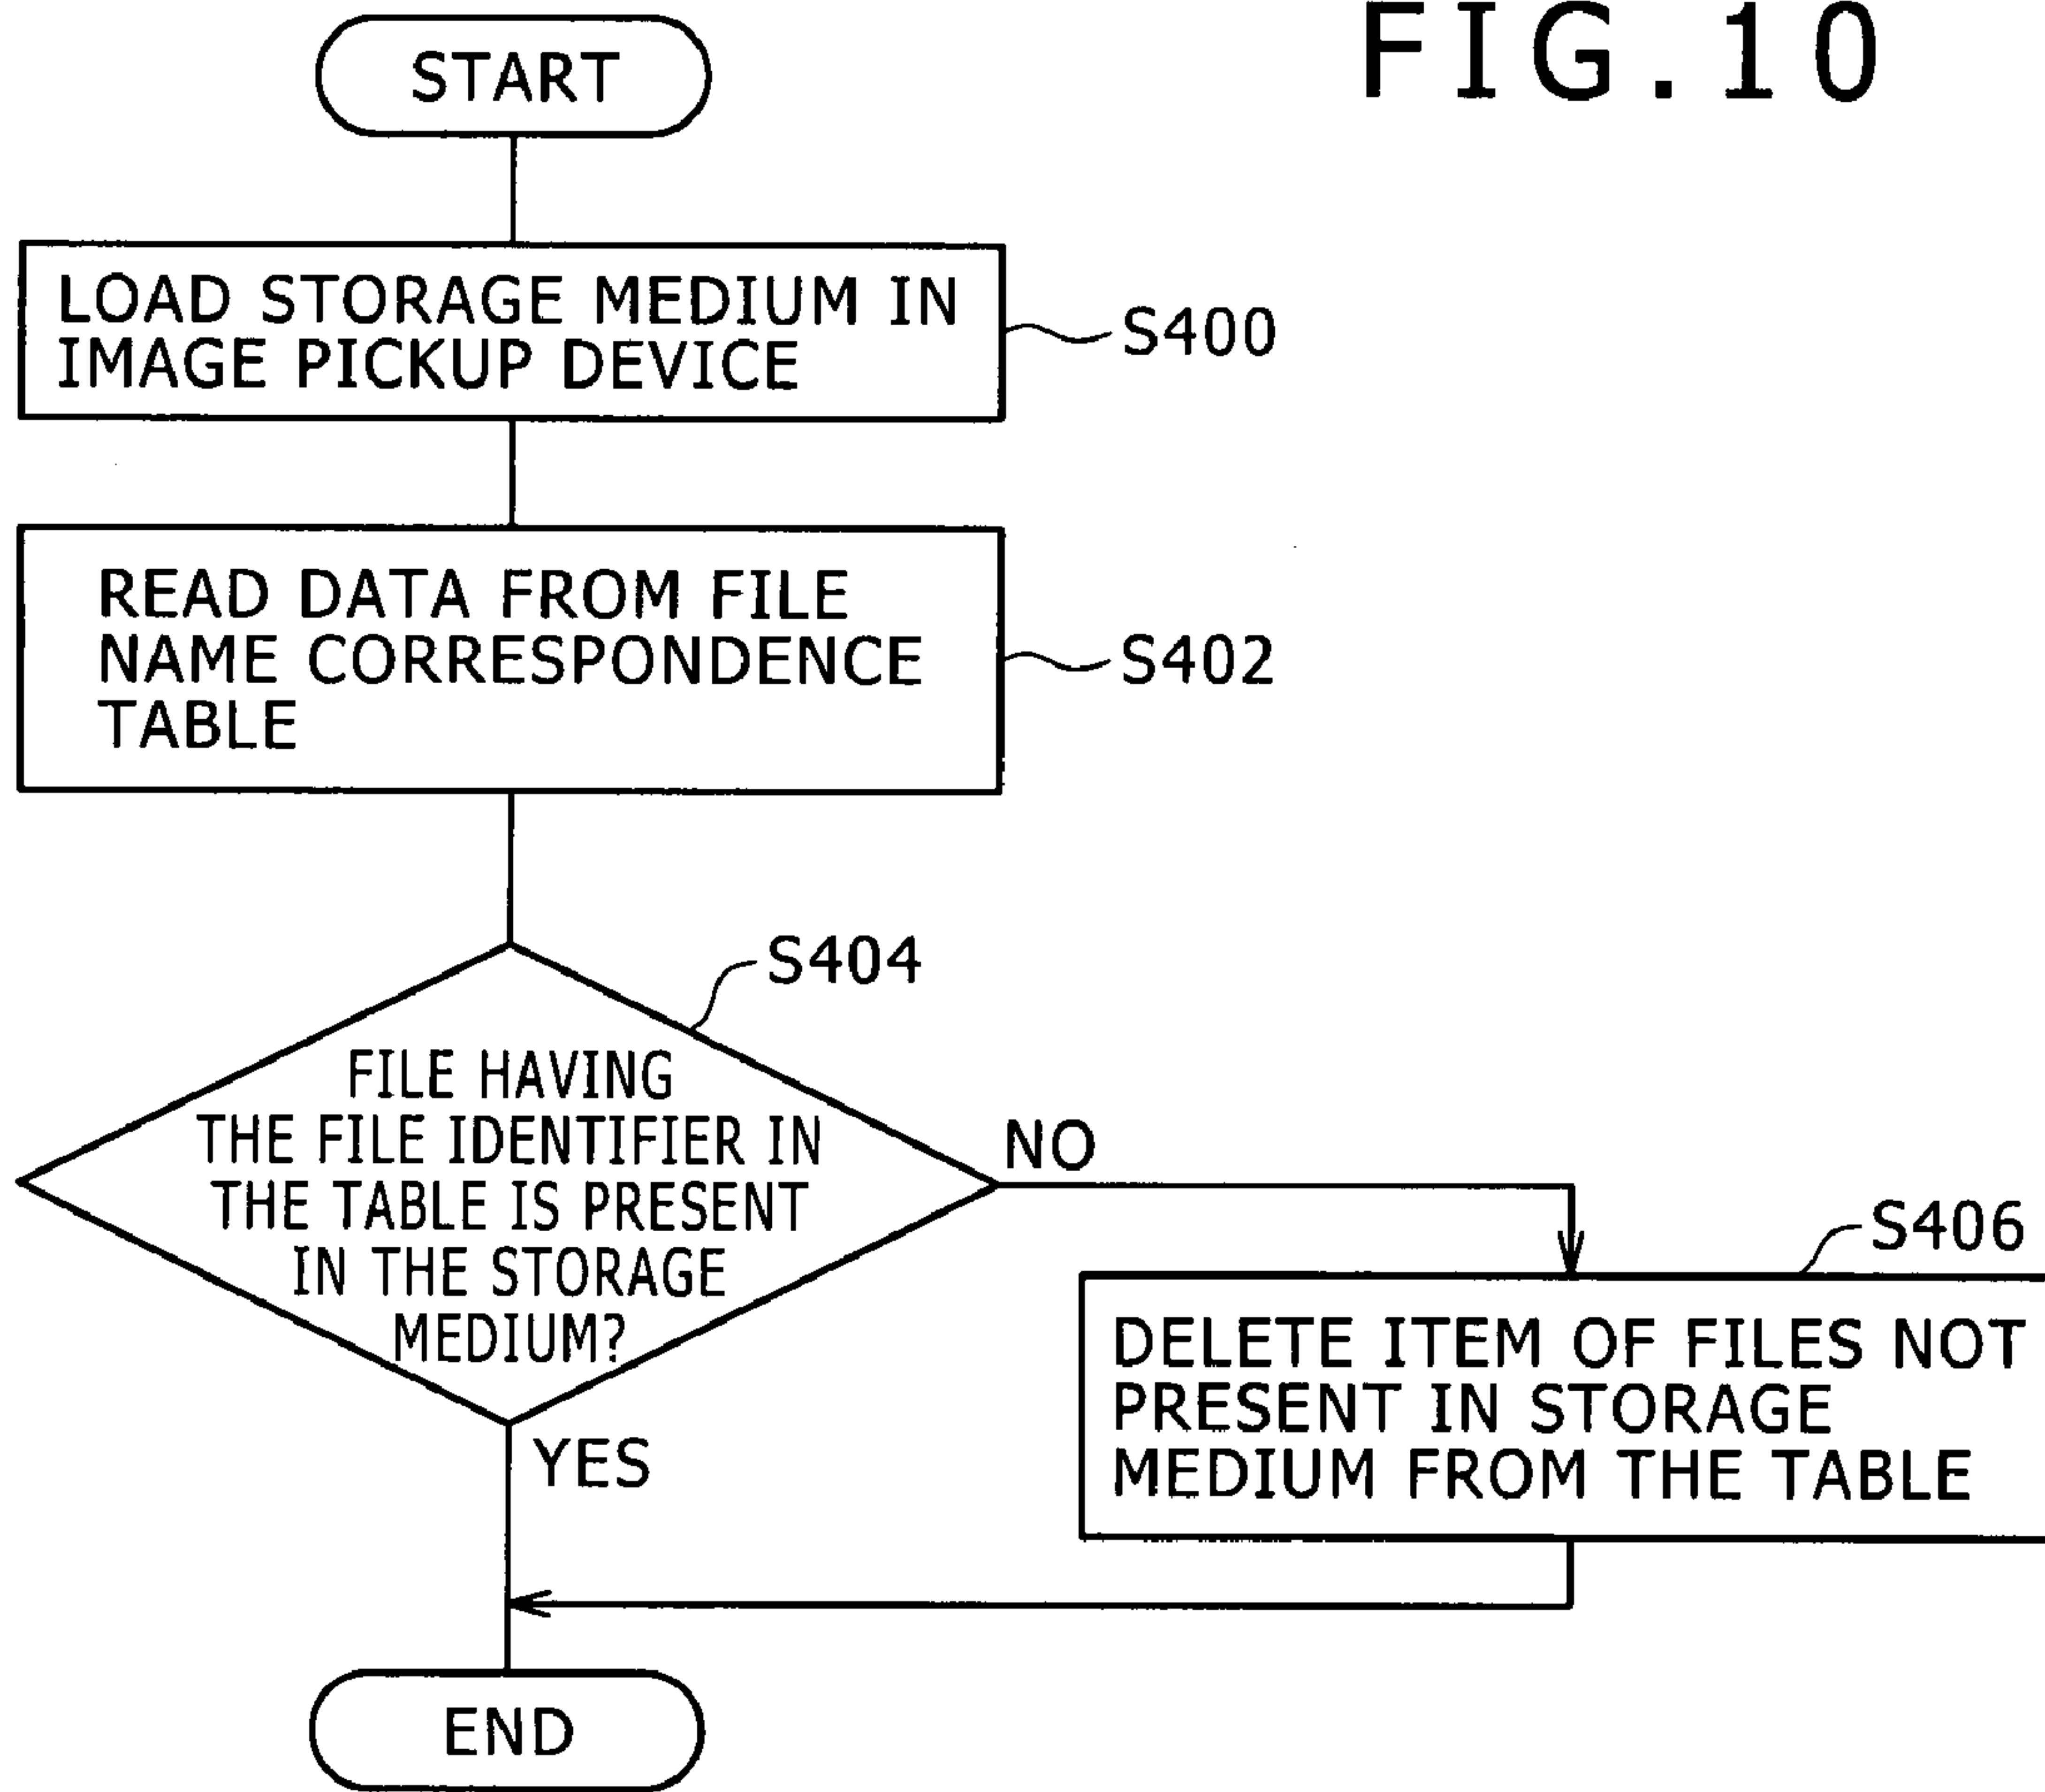 FIG.10
START
LOAD STORAGE MEDIUM IN
IMAGE PICKUP DEVICE
S400
READ DATA FROM FILE
NAME CORRESPONDENCE
TABLE
S402
S404
FILE HAVING
THE FILE IDENTIFIER IN
THE TABLE IS PRESENT
IN THE STORAGE
MEDIUM?
NO
YES
S406
DELETE ITEM OF FILES NOT
PRESENT IN STORAGE
MEDIUM FROM THE TABLE
END